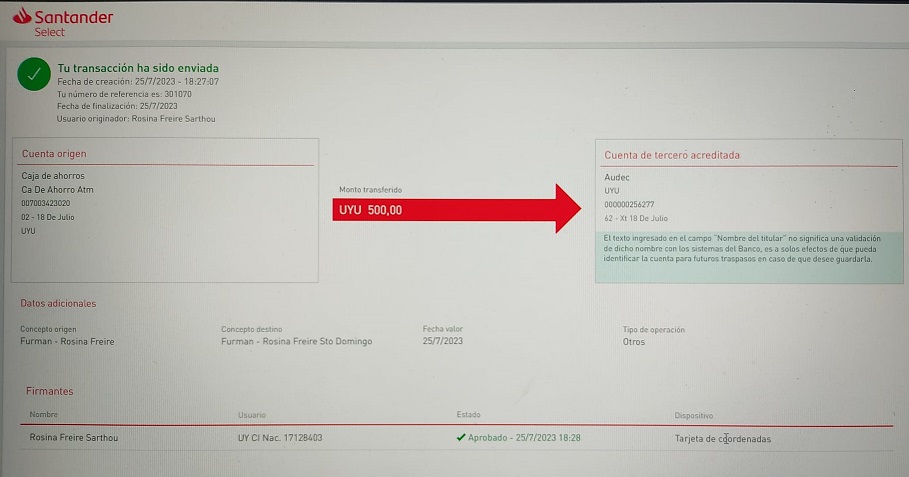 Santander
Select
Tu transacción ha sido enviada
Fecha de creación: 25/7/2023 - 18:27:07
Tu número de referencia es: 301070
Fecha de finalización: 25/7/2023
Usuario originador: Rosina Freire Sarthou
Cuenta origen
Caja de ahorros
Ca De Ahorro Atm
007003423020
02 - 18 De Julio
UYU
Monto transferido
UYU 500,00
Cuenta de tercero acreditada
Audec
UYU
000000256277
62 - Xt 18 De Julio
El texto ingresado en el campo "Nombre del titular" no significa una validación
de dicho nombre con los sistemas del Banco, es a solos efectos de que pueda
identificar la cuenta para futuros traspasos en caso de que desee guardarla.
Datos adicionales
Concepto origen
Furman - Rosina Freire
Concepto destino
Furman - Rosina Freire Sto Domingo
Fecha valor
25/7/2023
Tipo de operación
Otros
Firmantes
Nombre Usuario Estado Dispositivo
Rosina Freire Sarthou UY CI Nac. 17128403 Aprobado - 25/7/2023 18:28 Tarjeta de coordenadas